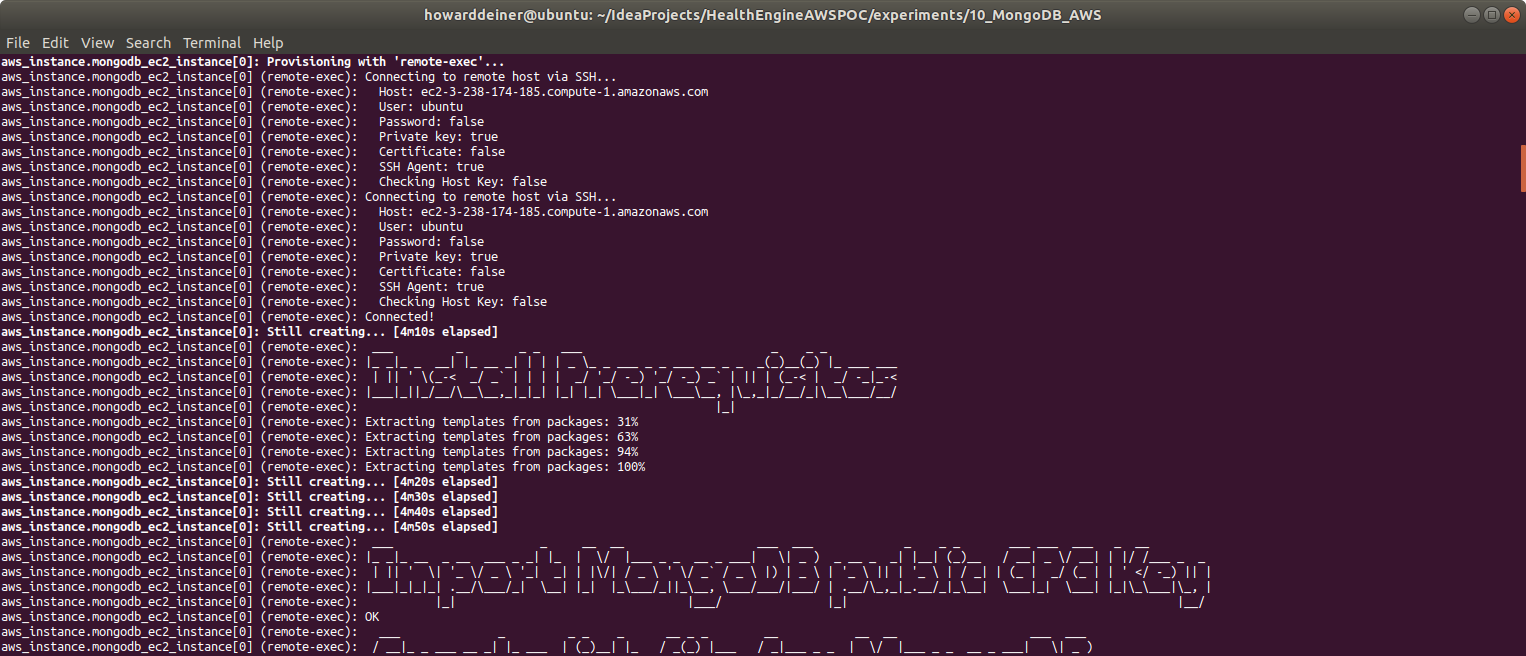 howarddeiner@ubuntu: ~/IdeaProjects/HealthEngineAWSPOC/experiments/10_MongoDB_AWS
File Edit View Search Terminal Help
aws_instance.mongodb_ec2_instance[0]: Provisioning with 'remote-exec'...
aws_instance.mongodb_ec2_instance[0] (remote-exec): Connecting to remote host via SSH...
aws_instance.mongodb_ec2_instance[0] (remote-exec):   Host: ec2-3-238-174-185.compute-1.amazonaws.com
aws_instance.mongodb_ec2_instance[0] (remote-exec):   User: ubuntu
aws_instance.mongodb_ec2_instance[0] (remote-exec):   Password: false
aws_instance.mongodb_ec2_instance[0] (remote-exec):   Private key: true
aws_instance.mongodb_ec2_instance[0] (remote-exec):   Certificate: false
aws_instance.mongodb_ec2_instance[0] (remote-exec):   SSH Agent: true
aws_instance.mongodb_ec2_instance[0] (remote-exec):   Checking Host Key: false
aws_instance.mongodb_ec2_instance[0] (remote-exec): Connecting to remote host via SSH...
aws_instance.mongodb_ec2_instance[0] (remote-exec):   Host: ec2-3-238-174-185.compute-1.amazonaws.com
aws_instance.mongodb_ec2_instance[0] (remote-exec):   User: ubuntu
aws_instance.mongodb_ec2_instance[0] (remote-exec):   Password: false
aws_instance.mongodb_ec2_instance[0] (remote-exec):   Private key: true
aws_instance.mongodb_ec2_instance[0] (remote-exec):   Certificate: false
aws_instance.mongodb_ec2_instance[0] (remote-exec):   SSH Agent: true
aws_instance.mongodb_ec2_instance[0] (remote-exec):   Checking Host Key: false
aws_instance.mongodb_ec2_instance[0] (remote-exec): Connected!
aws_instance.mongodb_ec2_instance[0]: Still creating... [4m10s elapsed]
aws_instance.mongodb_ec2_instance[0] (remote-exec):
aws_instance.mongodb_ec2_instance[0] (remote-exec):
aws_instance.mongodb_ec2_instance[0] (remote-exec): Install Prerequisites
aws_instance.mongodb_ec2_instance[0] (remote-exec):
aws_instance.mongodb_ec2_instance[0] (remote-exec):
aws_instance.mongodb_ec2_instance[0] (remote-exec): Extracting templates from packages: 31%
aws_instance.mongodb_ec2_instance[0] (remote-exec): Extracting templates from packages: 63%
aws_instance.mongodb_ec2_instance[0] (remote-exec): Extracting templates from packages: 94%
aws_instance.mongodb_ec2_instance[0] (remote-exec): Extracting templates from packages: 100%
aws_instance.mongodb_ec2_instance[0]: Still creating... [4m20s elapsed]
aws_instance.mongodb_ec2_instance[0]: Still creating... [4m30s elapsed]
aws_instance.mongodb_ec2_instance[0]: Still creating... [4m40s elapsed]
aws_instance.mongodb_ec2_instance[0]: Still creating... [4m50s elapsed]
aws_instance.mongodb_ec2_instance[0] (remote-exec):
aws_instance.mongodb_ec2_instance[0] (remote-exec):
aws_instance.mongodb_ec2_instance[0] (remote-exec): Import MongoDB public GPG Key
aws_instance.mongodb_ec2_instance[0] (remote-exec):
aws_instance.mongodb_ec2_instance[0] (remote-exec):
aws_instance.mongodb_ec2_instance[0] (remote-exec): OK
aws_instance.mongodb_ec2_instance[0] (remote-exec):
aws_instance.mongodb_ec2_instance[0] (remote-exec):